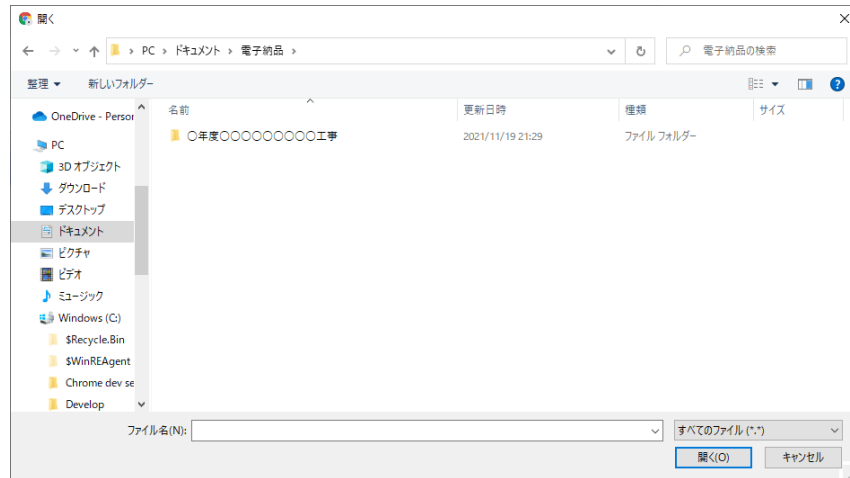 開く
PC › ドキュメント › 電子納品 ›
電子納品の検索
整理 新しいフォルダー
名前 更新日時 種類 サイズ
〇年度〇〇〇〇〇〇〇〇〇工事 2021/11/19 21:29 ファイル フォルダー
OneDrive - Person
PC
3D オブジェクト
ダウンロード
デスクトップ
ドキュメント
ピクチャ
ビデオ
ミュージック
Windows (C:)
$Recycle.Bin
$WinREAgent
Chrome dev se
Develop
ファイル名(N): すべてのファイル (*.*)
開く(O) キャンセル